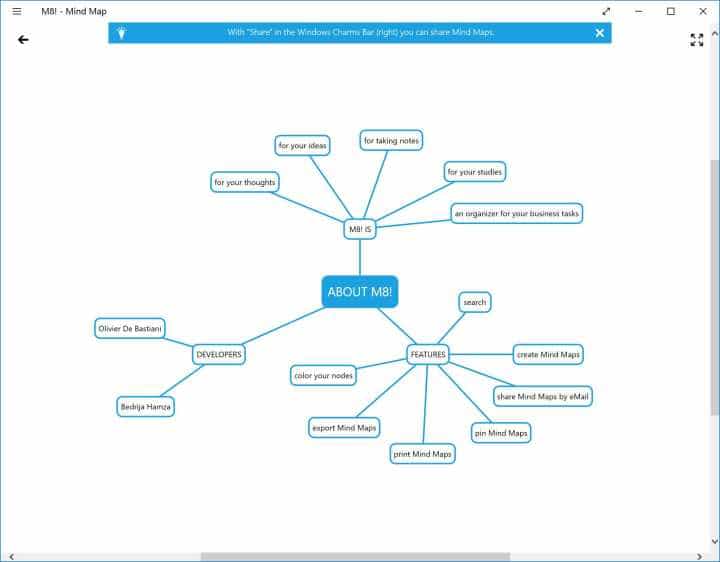 M8! - Mind Map
With "Share" in the Windows Charms Bar (right) you can share Mind Maps.
for your ideas
for taking notes
for your thoughts
for your studies
an organizer for your business tasks
M8! IS
ABOUT M8!
search
Olivier De Bastiani
DEVELOPERS
FEATURES
create Mind Maps
color your nodes
share Mind Maps by eMail
Bedrija Hamza
export Mind Maps
pin Mind Maps
print Mind Maps